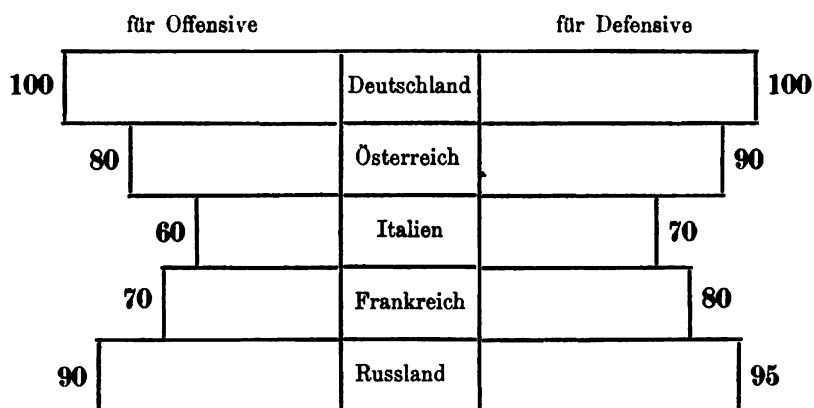 für Offensive für Defensive
100 Deutschland 100
80 Österreich 90
60 Italien 70
70 Frankreich 80
90 Russland 95